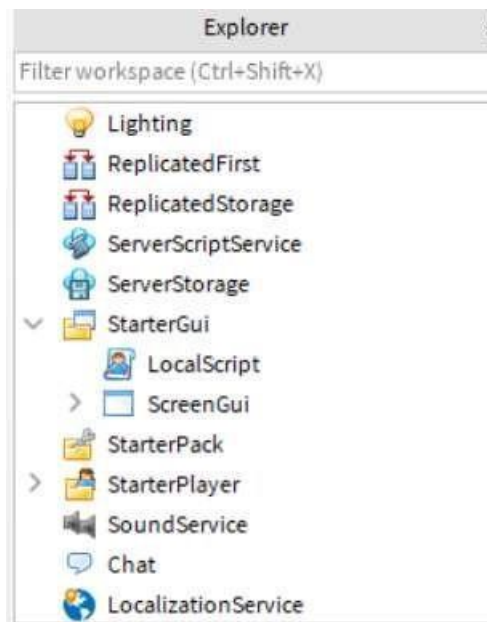 Explorer
Filter workspace (Ctrl+Shift+X)
Lighting
ReplicatedFirst
ReplicatedStorage
ServerScriptService
ServerStorage
StarterGui
LocalScript
ScreenGui
StarterPack
StarterPlayer
SoundService
Chat
LocalizationService